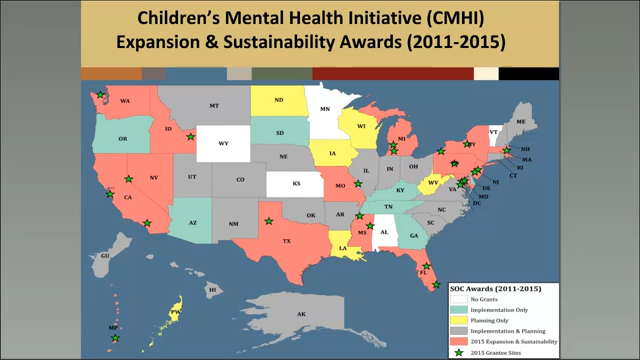 Children's Mental Health Initiative (CMHI)
Expansion & Sustainability Awards (2011-2015)
WA
MT
ND
MN
VT
ME
OR
ID
WY
SD
WI
MI
NY
NH
MA
RI
CT
NV
UT
CO
NE
IA
IL
IN
OH
WV
VA
NJ
DE
MD
DC
CA
KS
MO
KY
AZ
NM
OK
AR
TN
NC
SC
TX
LA
MS
AL
GA
FL
GU
HI
AK
MP
PW
SOC Awards (2011-2015)
No Grants
Implementation Only
Planning Only
Implementation & Planning
2015 Expansion & Sustainability
2015 Grantee Sites